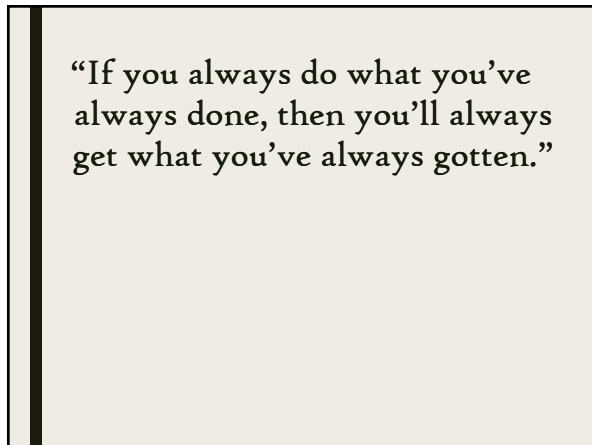 “If you always do what you’ve
always done, then you’ll always
get what you’ve always gotten.”